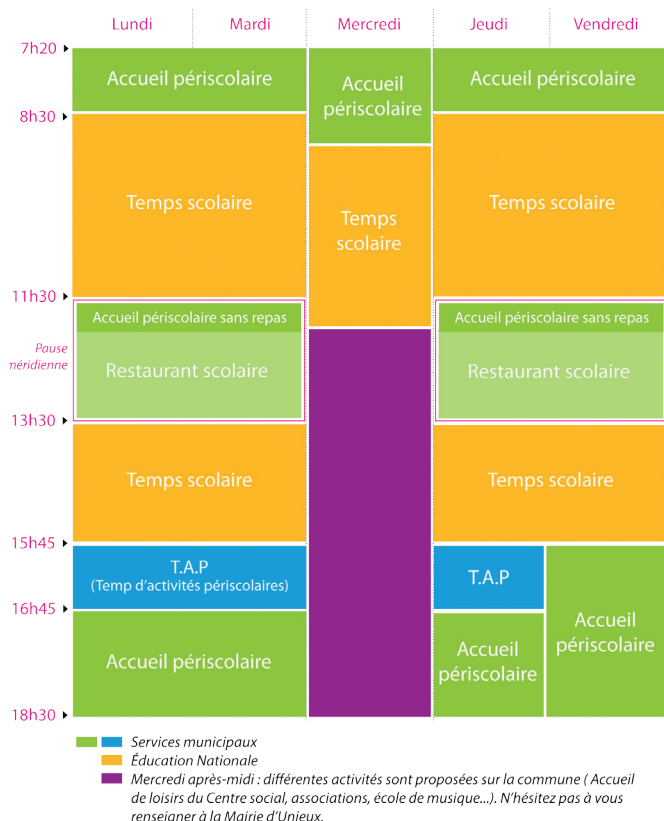 Lundi Mardi Mercredi Jeudi Vendredi
7h20
Accueil périscolaire
Accueil
périscolaire
Accueil périscolaire
8h30
Temps scolaire
Temps
scolaire
Temps scolaire
11h30
Accueil périscolaire sans repas
Accueil périscolaire sans repas
Pause
méridienne
Restaurant scolaire
Restaurant scolaire
13h30
Temps scolaire
Temps scolaire
15h45
T.A.P
(Temp d'activités périscolaires)
T.A.P
16h45
Accueil périscolaire
Accueil
périscolaire
Accueil
périscolaire
18h30
Services municipaux
Éducation Nationale
Mercredi après-midi : différentes activités sont proposées sur la commune ( Accueil
de loisirs du Centre social, associations, école de musique...). N'hésitez pas à vous
renseigner à la Mairie d'Unieux.